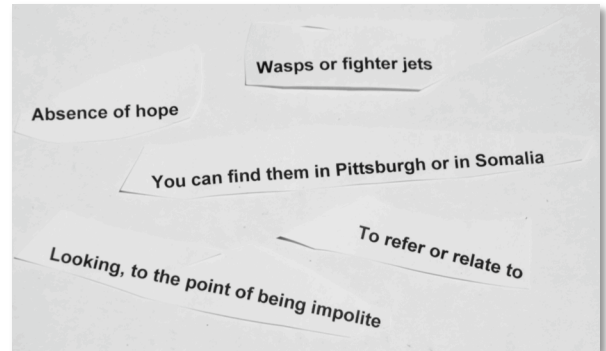 Wasps or fighter jets
Absence of hope
You can find them in Pittsburgh or in Somalia
To refer or relate to
Looking, to the point of being impolite